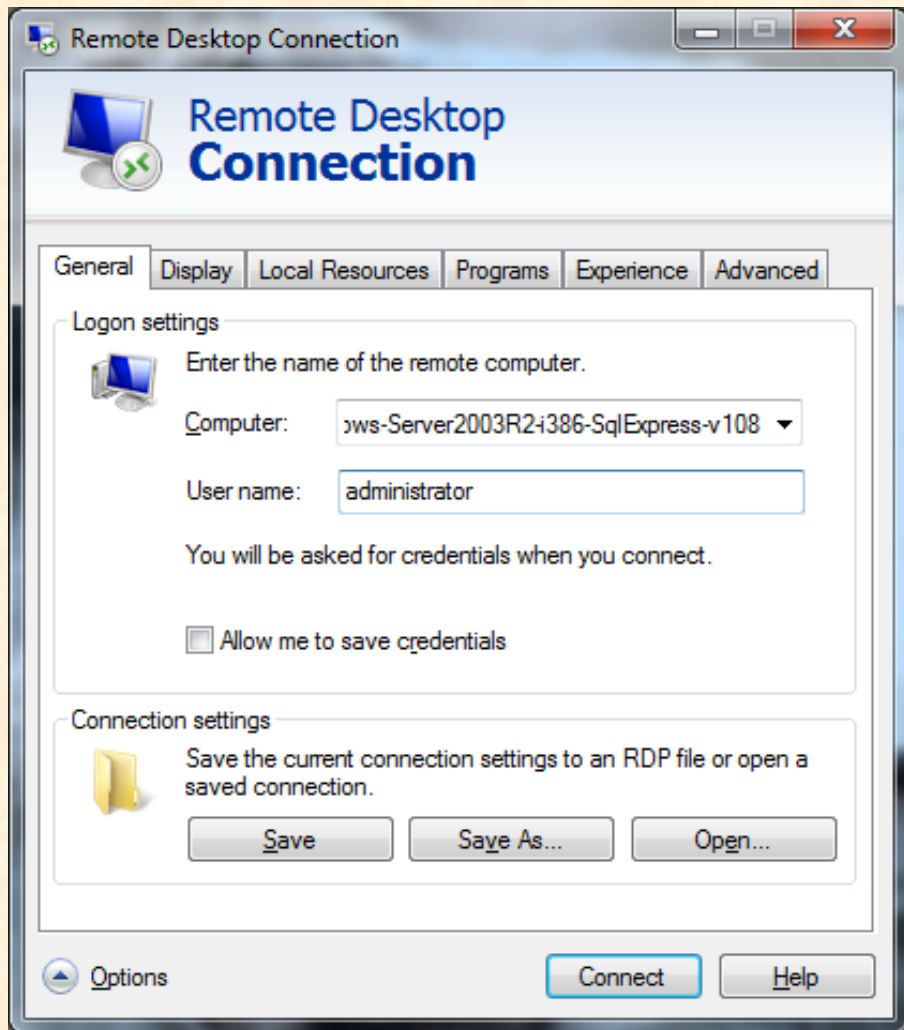 Remote Desktop Connection
Remote Desktop
Connection
General Display Local Resources Programs Experience Advanced
Logon settings
Enter the name of the remote computer.
Computer: ows-Server2003R2-i386-SqlExpress-v108
User name: administrator
You will be asked for credentials when you connect.
Allow me to save credentials
Connection settings
Save the current connection settings to an RDP file or open a
saved connection.
Save Save As... Open...
Options Connect Help